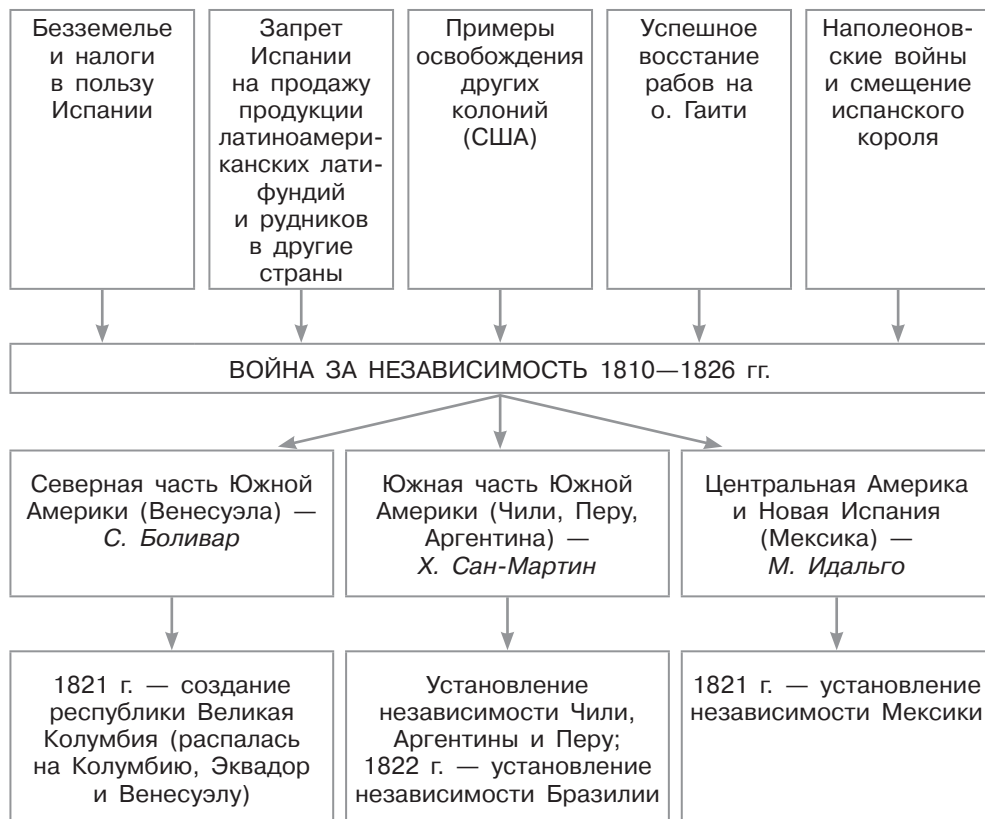 Безземелье
и налоги
в пользу
Испании
Запрет
Испании
на продажу
продукции
латиноамери-
канских лати-
фундий
и рудников
в другие
страны
Примеры
освобождения
других
колоний
(США)
Успешное
восстание
рабов на
о. Гаити
Наполеонов-
ские войны
и смещение
испанского
короля
ВОЙНА ЗА НЕЗАВИСИМОСТЬ 1810—1826 гг.
Северная часть Южной
Америки (Венесуэла) —
С. Боливар
Южная часть Южной
Америки (Чили, Перу,
Аргентина) —
Х. Сан-Мартин
Центральная Америка
и Новая Испания
(Мексика) —
М. Идальго
1821 г. — создание
республики Великая
Колумбия (распалась
на Колумбию, Эквадор
и Венесуэлу)
Установление
независимости Чили,
Аргентины и Перу;
1822 г. — установление
независимости Бразилии
1821 г. — установление
независимости Мексики